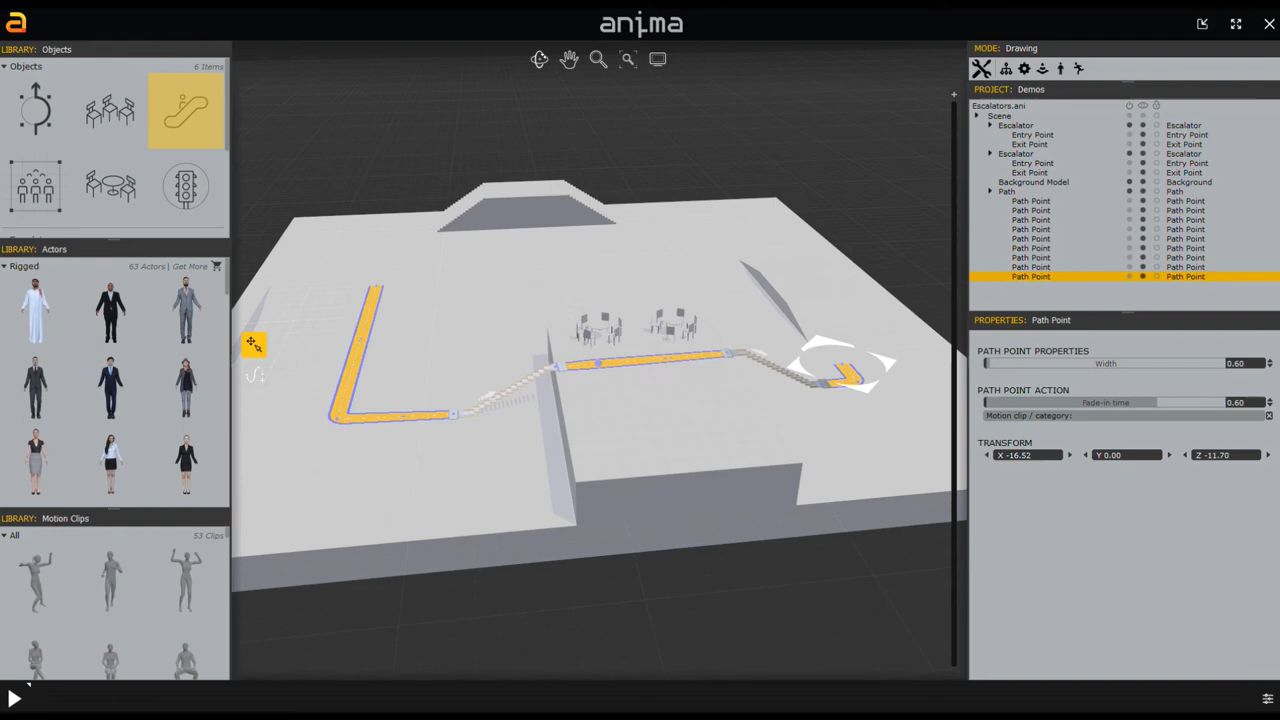 a
anima
LIBRARY: Objects
Objects
6 Items
LIBRARY: Actors
Rigged
63 Actors | Get More
LIBRARY: Motion Clips
All
53 Clips
MODE: Drawing
PROJECT: Demos
Escalators.ani
Scene
Escalator Escalator
Entry Point Entry Point
Exit Point Exit Point
Escalator Escalator
Entry Point Entry Point
Exit Point Exit Point
Background Model Background
Path Path
Path Point Path Point
Path Point Path Point
Path Point Path Point
Path Point Path Point
Path Point Path Point
Path Point Path Point
Path Point Path Point
Path Point Path Point
Path Point Path Point
PROPERTIES: Path Point
PATH POINT PROPERTIES
Width 0.60
PATH POINT ACTION
Fade-in time 0.60
Motion clip / category:
TRANSFORM
X -16.52 Y 0.00 Z -11.70